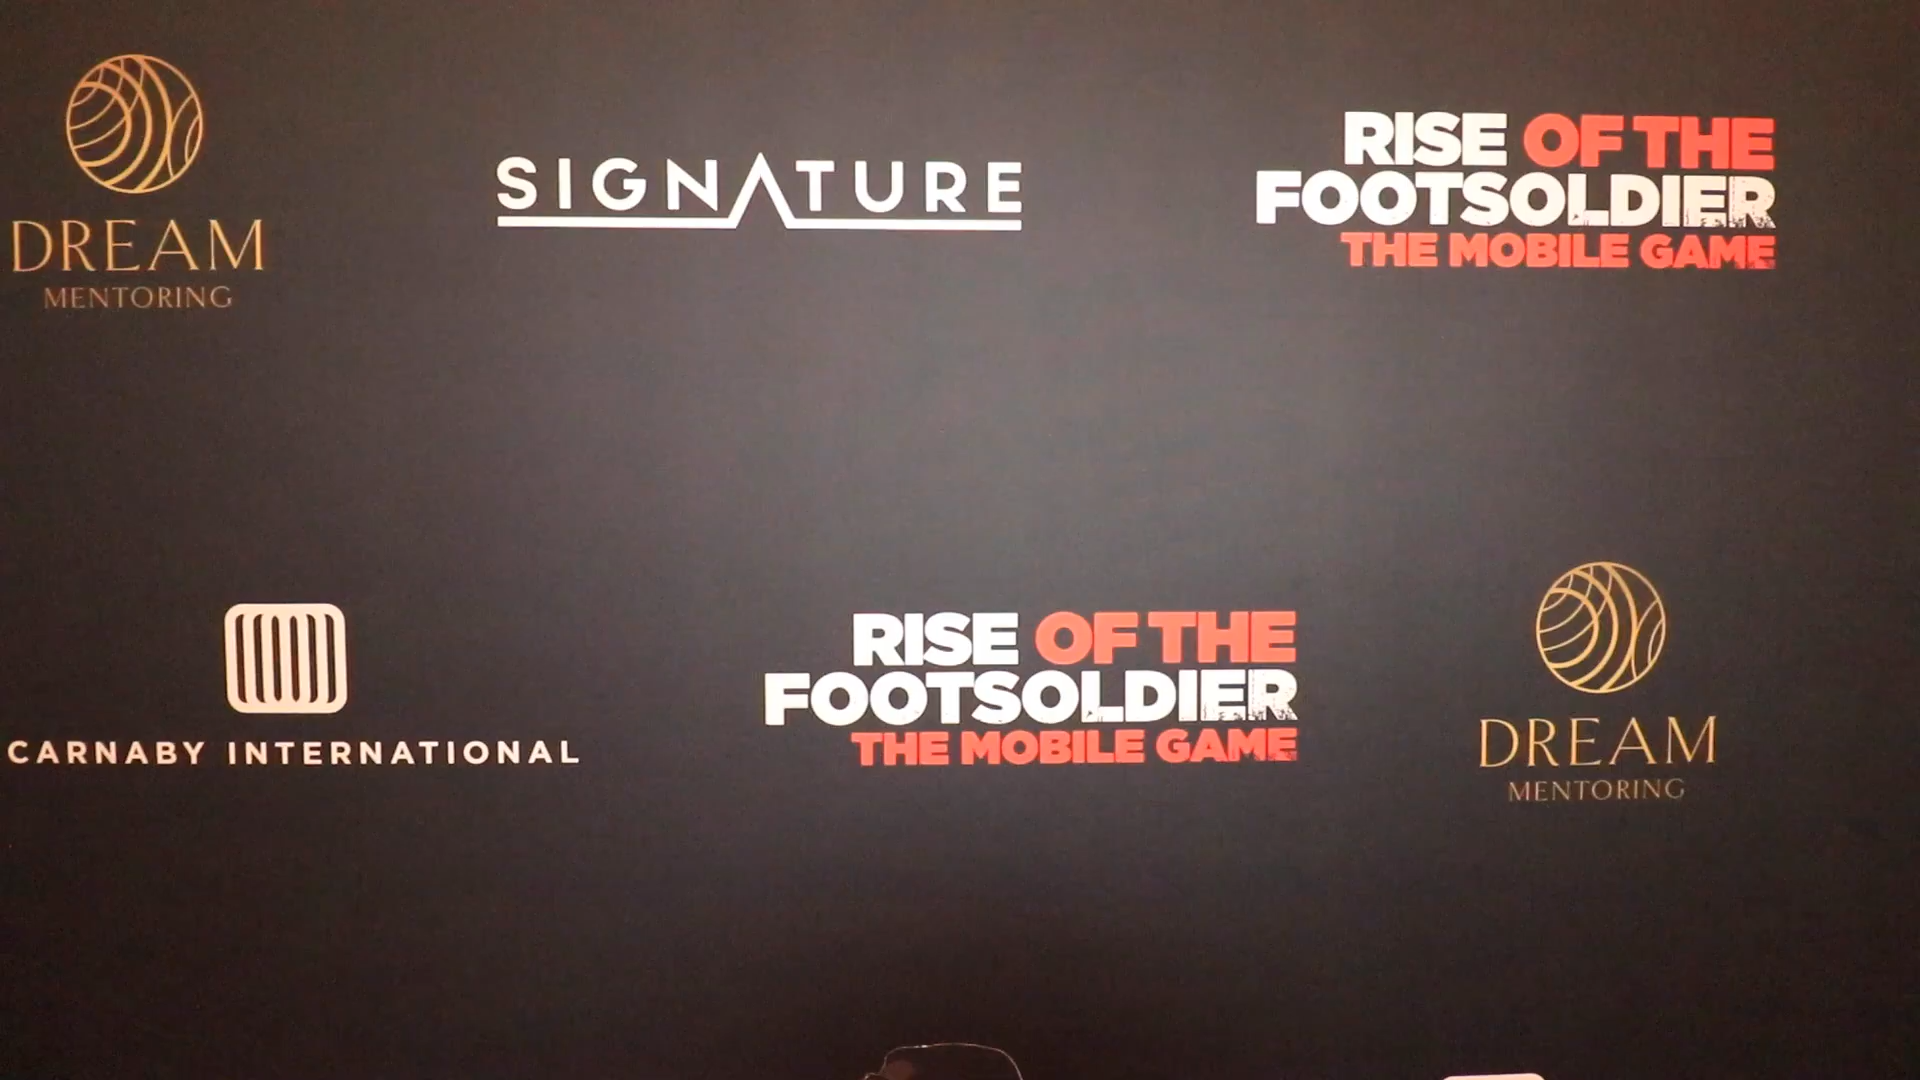 DREAM
MENTORING
SIGNATURE
RISE OF THE
FOOTSOLDIER
THE MOBILE GAME
CARNABY INTERNATIONAL
RISE OF THE
FOOTSOLDIER
THE MOBILE GAME
DREAM
MENTORING